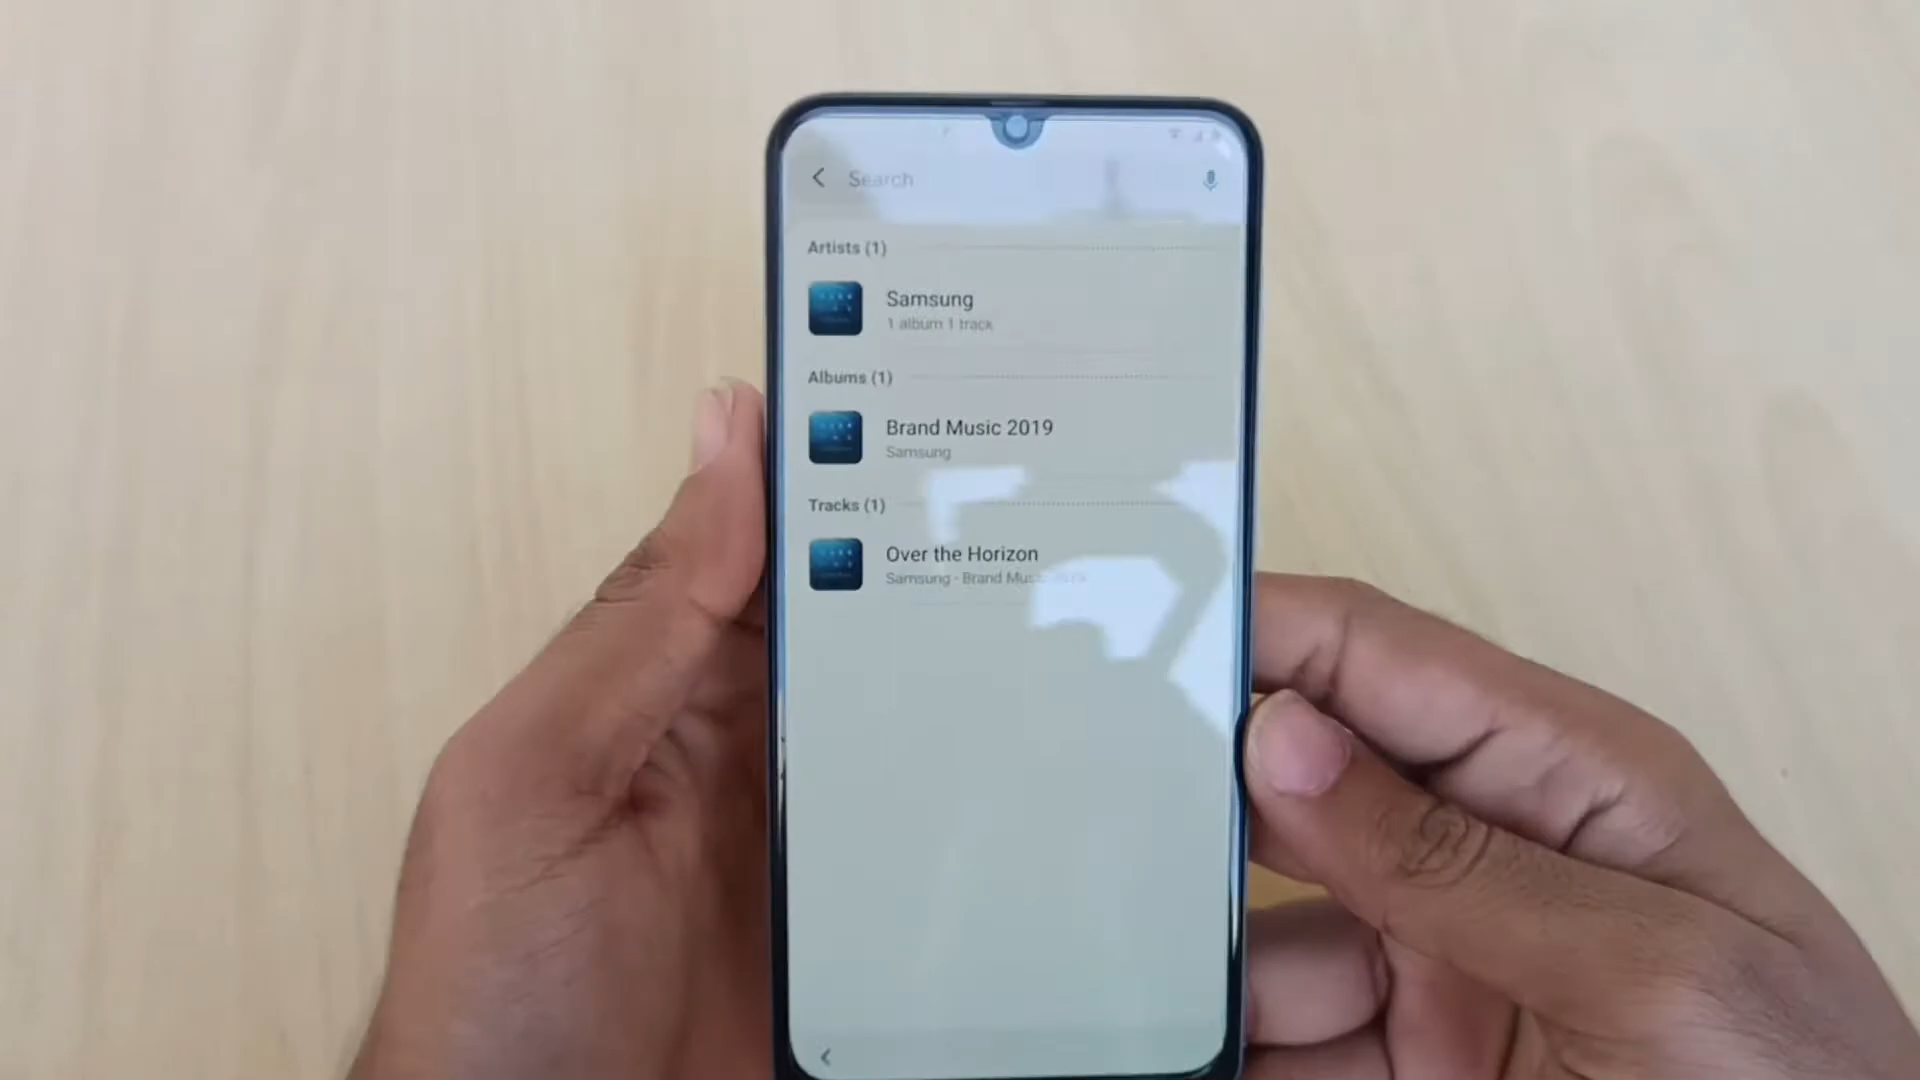 Search
Artists (1)
Samsung
1 album 1 track
Albums (1)
Brand Music 2019
Samsung
Tracks (1)
Over the Horizon
Samsung - Brand Music 2019